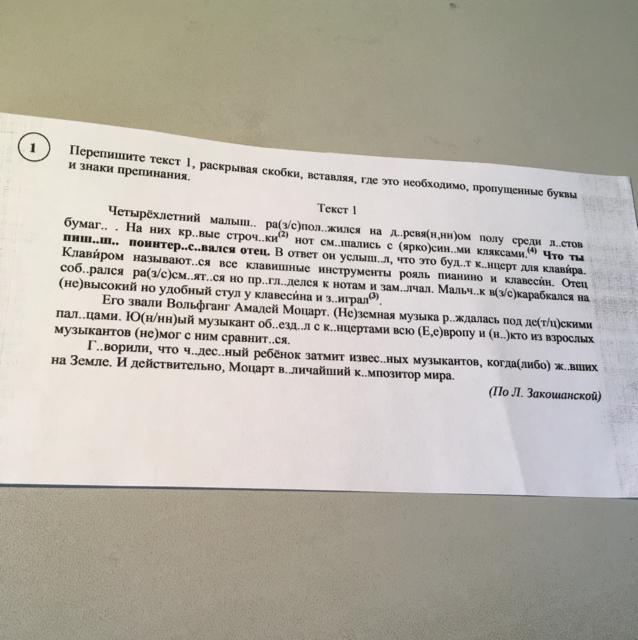 1
Перепишите текст 1, раскрывая скобки, вставляя, где это необходимо, пропущенные буквы
и знаки препинания.
Текст 1
Четырёхлетний малыш.. ра(з/с)пол..жился на д..ревя(н,нн)ом полу среди л..стов
бумаг.. . На них кр..вые строч..ки(2) нот см..шались с (ярко)син..ми кляксами.(4) Что ты
пиш..ш.. поинтер..с..вался отец. В ответ он услыш..л, что это буд..т к..нцерт для клави́ра.
Клави́ром называют..ся все клавишные инструменты рояль пианино и клавеси́н. Отец
соб..рался ра(з/с)см..ят..ся но пр..гл..делся к нотам и зам..лчал. Мальч..к в(з/с)карабкался на
(не)высокий но удобный стул у клавеси́на и з..играл(3).
Его звали Вольфганг Амадей Моцарт. (Не)земная музыка р..ждалась под де(т/ц)скими
пал..цами. Ю(н/нн)ый музыкант об..езд..л с к..нцертами всю (Е,е)вропу и (н..)кто из взрослых
музыкантов (не)мог с ним сравнит..ся.
Г..ворили, что ч..дес..ный ребёнок затмит извес..ных музыкантов, когда(либо) ж..вших
на Земле. И действительно, Моцарт в..личайший к..мпозитор мира.
(По Л. Закошанской)